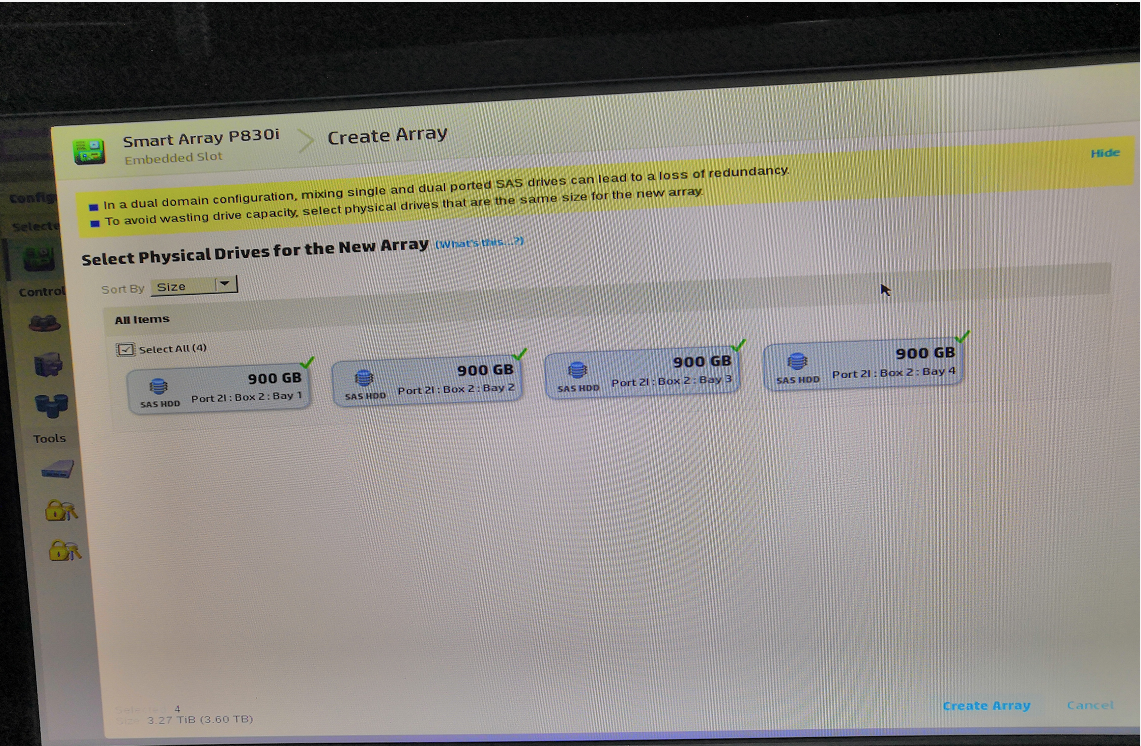 Smart Array P830i
Create Array
Embedded Slot
Hide
In a dual domain configuration, mixing single and dual ported SAS drives can lead to a loss of redundancy.
To avoid wasting drive capacity, select physical drives that are the same size for the new array.
Select Physical Drives for the New Array (What's this...?)
Sort By Size
All Items
Select All (4)
900 GB
SAS HDD Port 2I : Box 2 : Bay 1
900 GB
SAS HDD Port 2I : Box 2 : Bay 2
900 GB
SAS HDD Port 2I : Box 2 : Bay 3
900 GB
SAS HDD Port 2I : Box 2 : Bay 4
Config
Selecte
Control
Tools
4
3.27 TiB (3.60 TB)
Create Array
Cancel